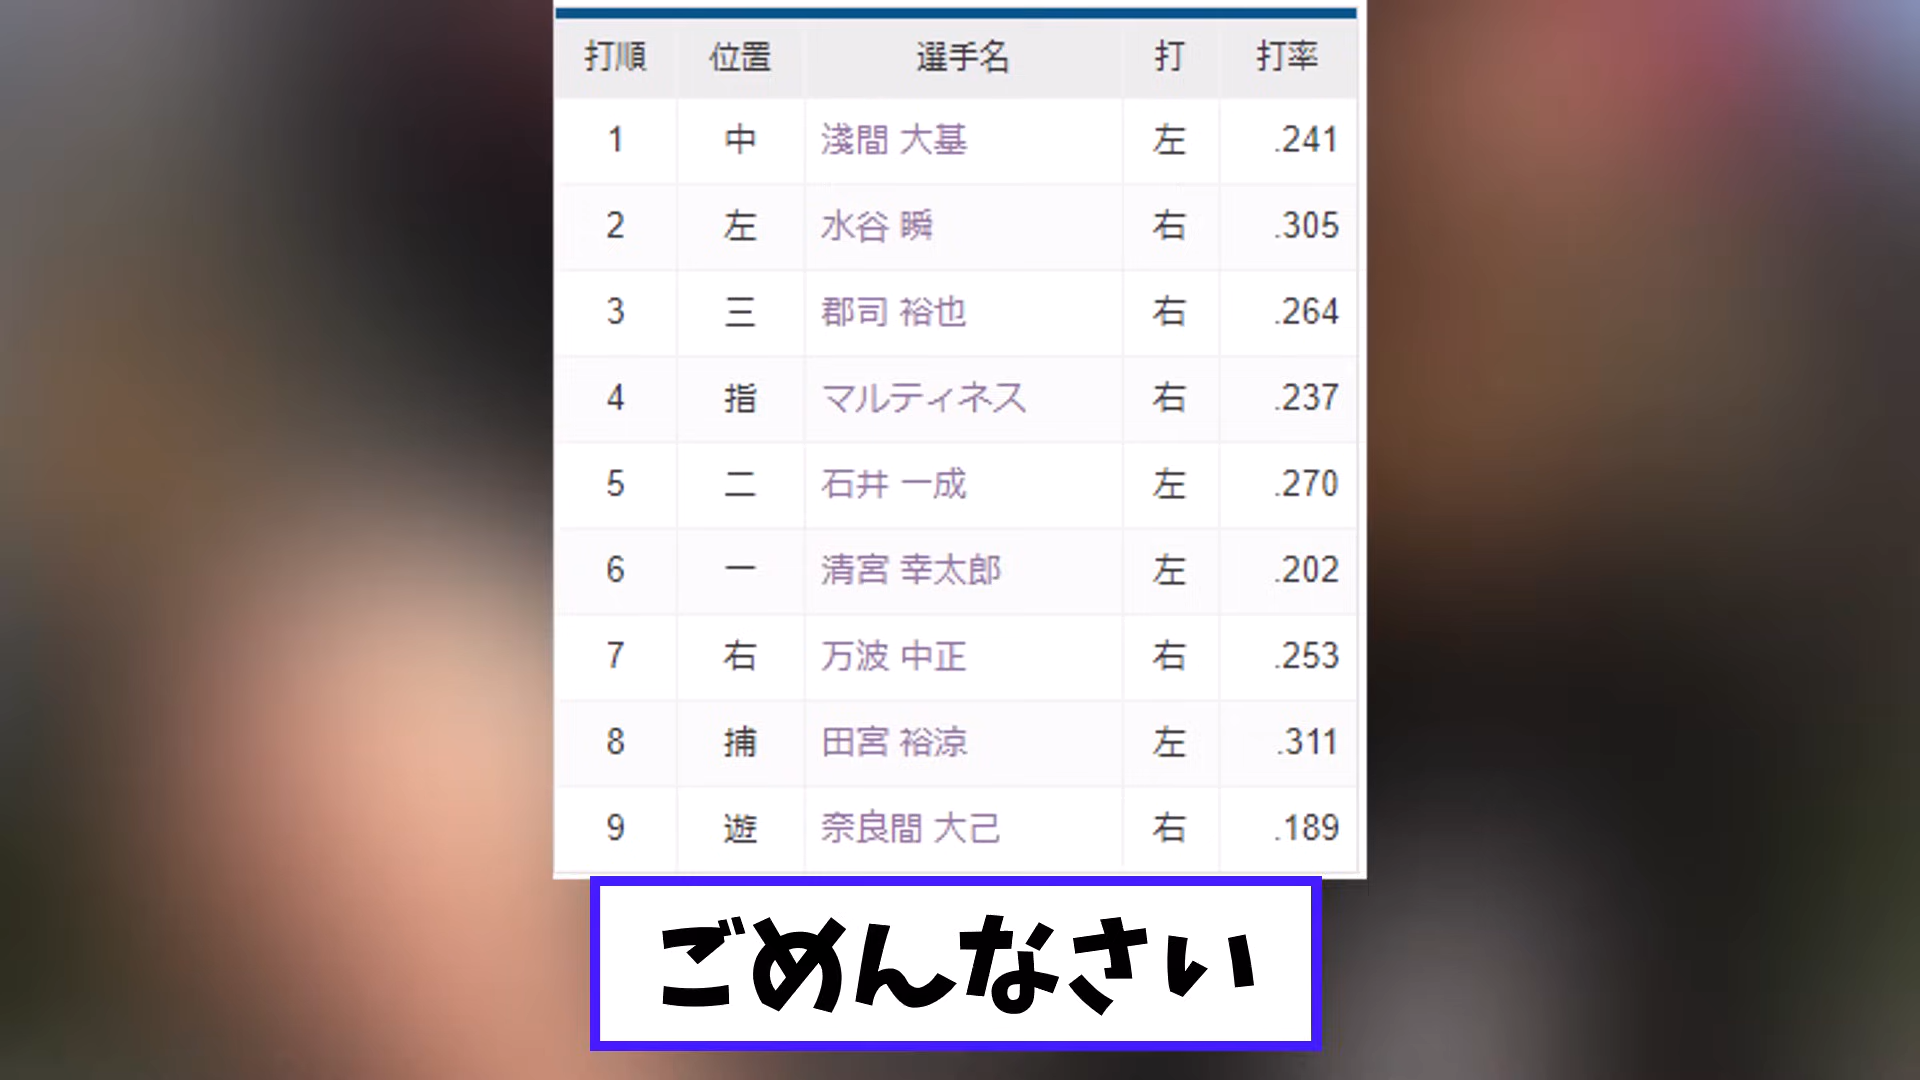 打順 位置 選手名 打 打率
1 中 淺間 大基 左 .241
2 左 水谷 瞬 右 .305
3 三 郡司 裕也 右 .264
4 指 マルティネス 右 .237
5 二 石井 一成 左 .270
6 一 清宮 幸太郎 左 .202
7 右 万波 中正 右 .253
8 捕 田宮 裕涼 左 .311
9 遊 奈良間 大己 右 .189
ごめんなさい